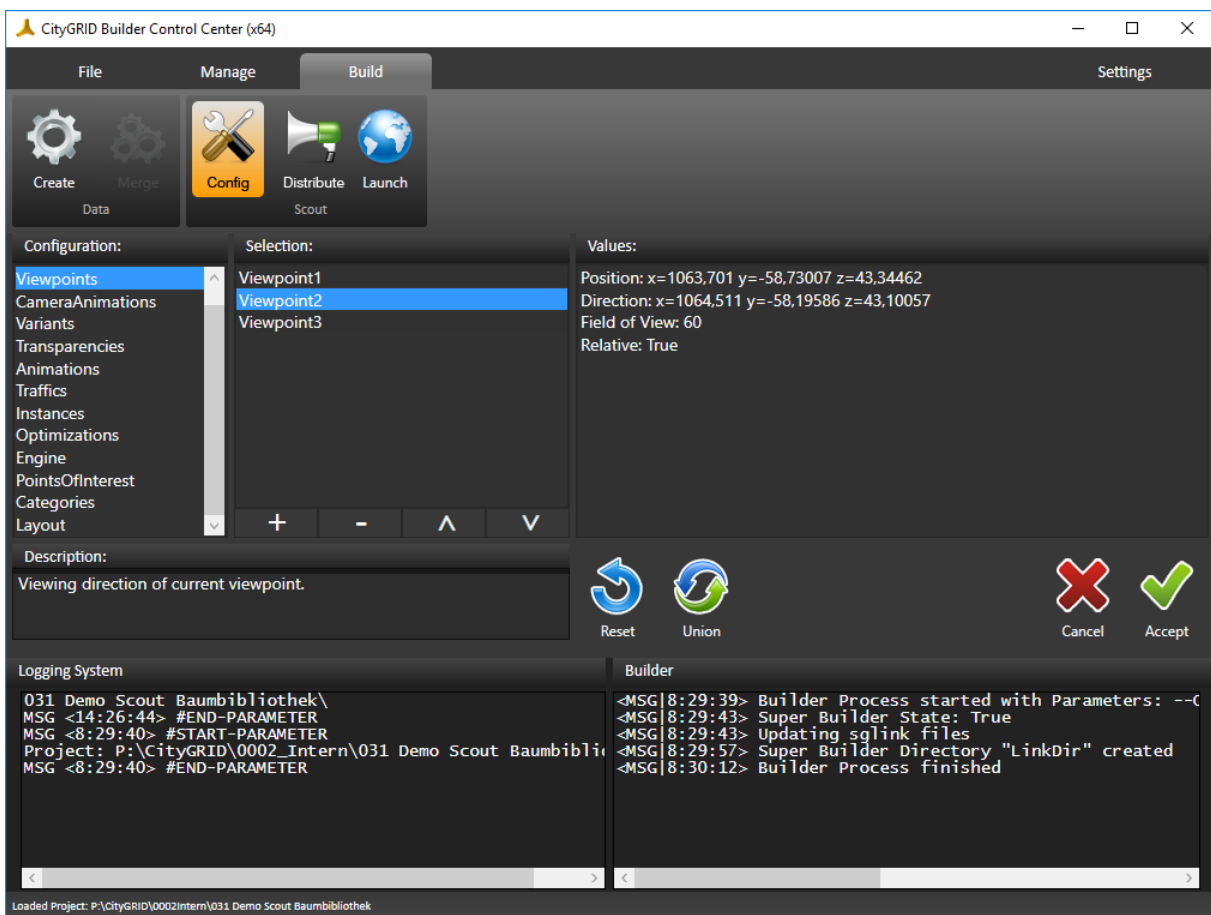 CityGRID Builder Control Center (x64)
File Manage Build Settings
Create Merge Config Distribute Launch
Data Scout
Configuration: Selection: Values:
Viewpoints
CameraAnimations
Variants
Transparencies
Animations
Traffics
Instances
Optimizations
Engine
PointsOfInterest
Categories
Layout
Viewpoint1
Viewpoint2
Viewpoint3
+ - ʌ v
Position: x=1063,701 y=-58,73007 z=43,34462
Direction: x=1064,511 y=-58,19586 z=43,10057
Field of View: 60
Relative: True
Description:
Viewing direction of current viewpoint.
Reset Union Cancel Accept
Logging System
031 Demo Scout Baumbibliothek\
MSG <14:26:44> #END-PARAMETER
MSG <8:29:40> #START-PARAMETER
Project: P:\CityGRID\0002_Intern\031 Demo Scout Baumbiblio
MSG <8:29:40> #END-PARAMETER
Builder
<MSG|8:29:39> Builder Process started with Parameters: --C
<MSG|8:29:43> Super Builder State: True
<MSG|8:29:43> Updating sglink files
<MSG|8:29:57> Super Builder Directory "LinkDir" created
<MSG|8:30:12> Builder Process finished
Loaded Project: P:\CityGRID\0002Intern\031 Demo Scout Baumbibliothek